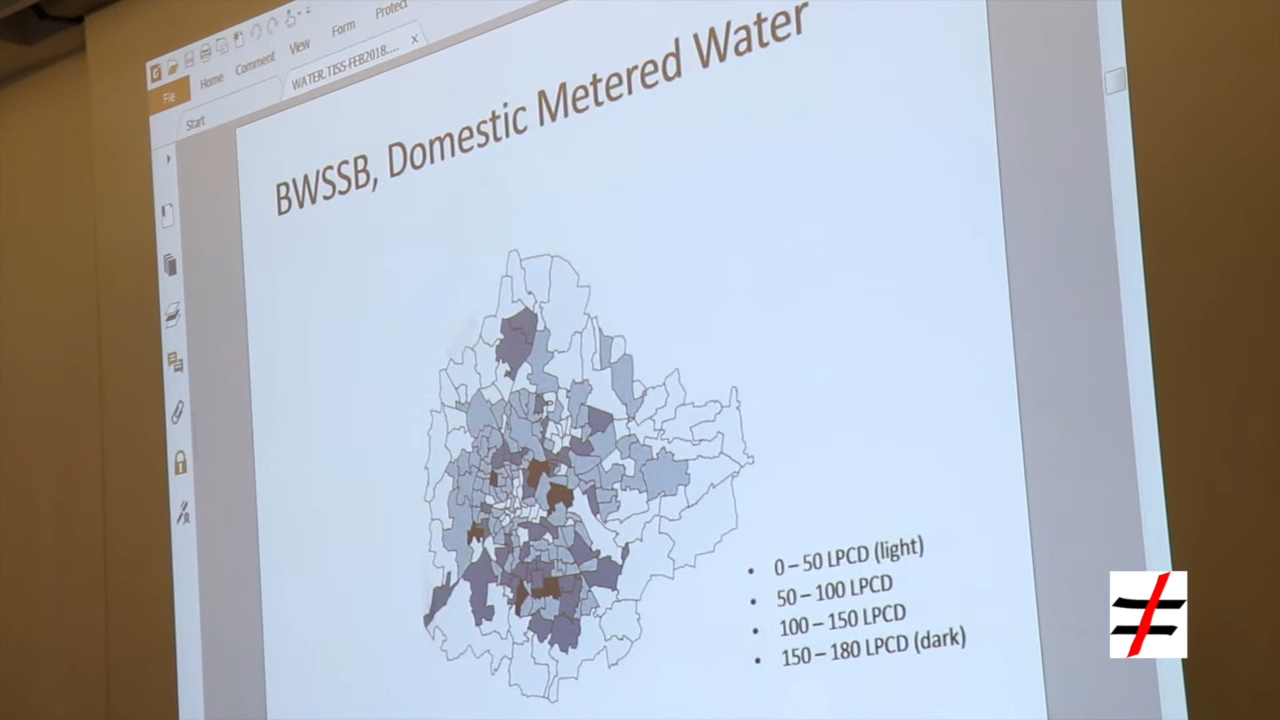 Home
Comment
View
Form
Protect
File
Start
WATER.TISS-FEB2018....
BWSSB, Domestic Metered Water
• 0 – 50 LPCD (light)
• 50 – 100 LPCD
• 100 – 150 LPCD
• 150 – 180 LPCD (dark)